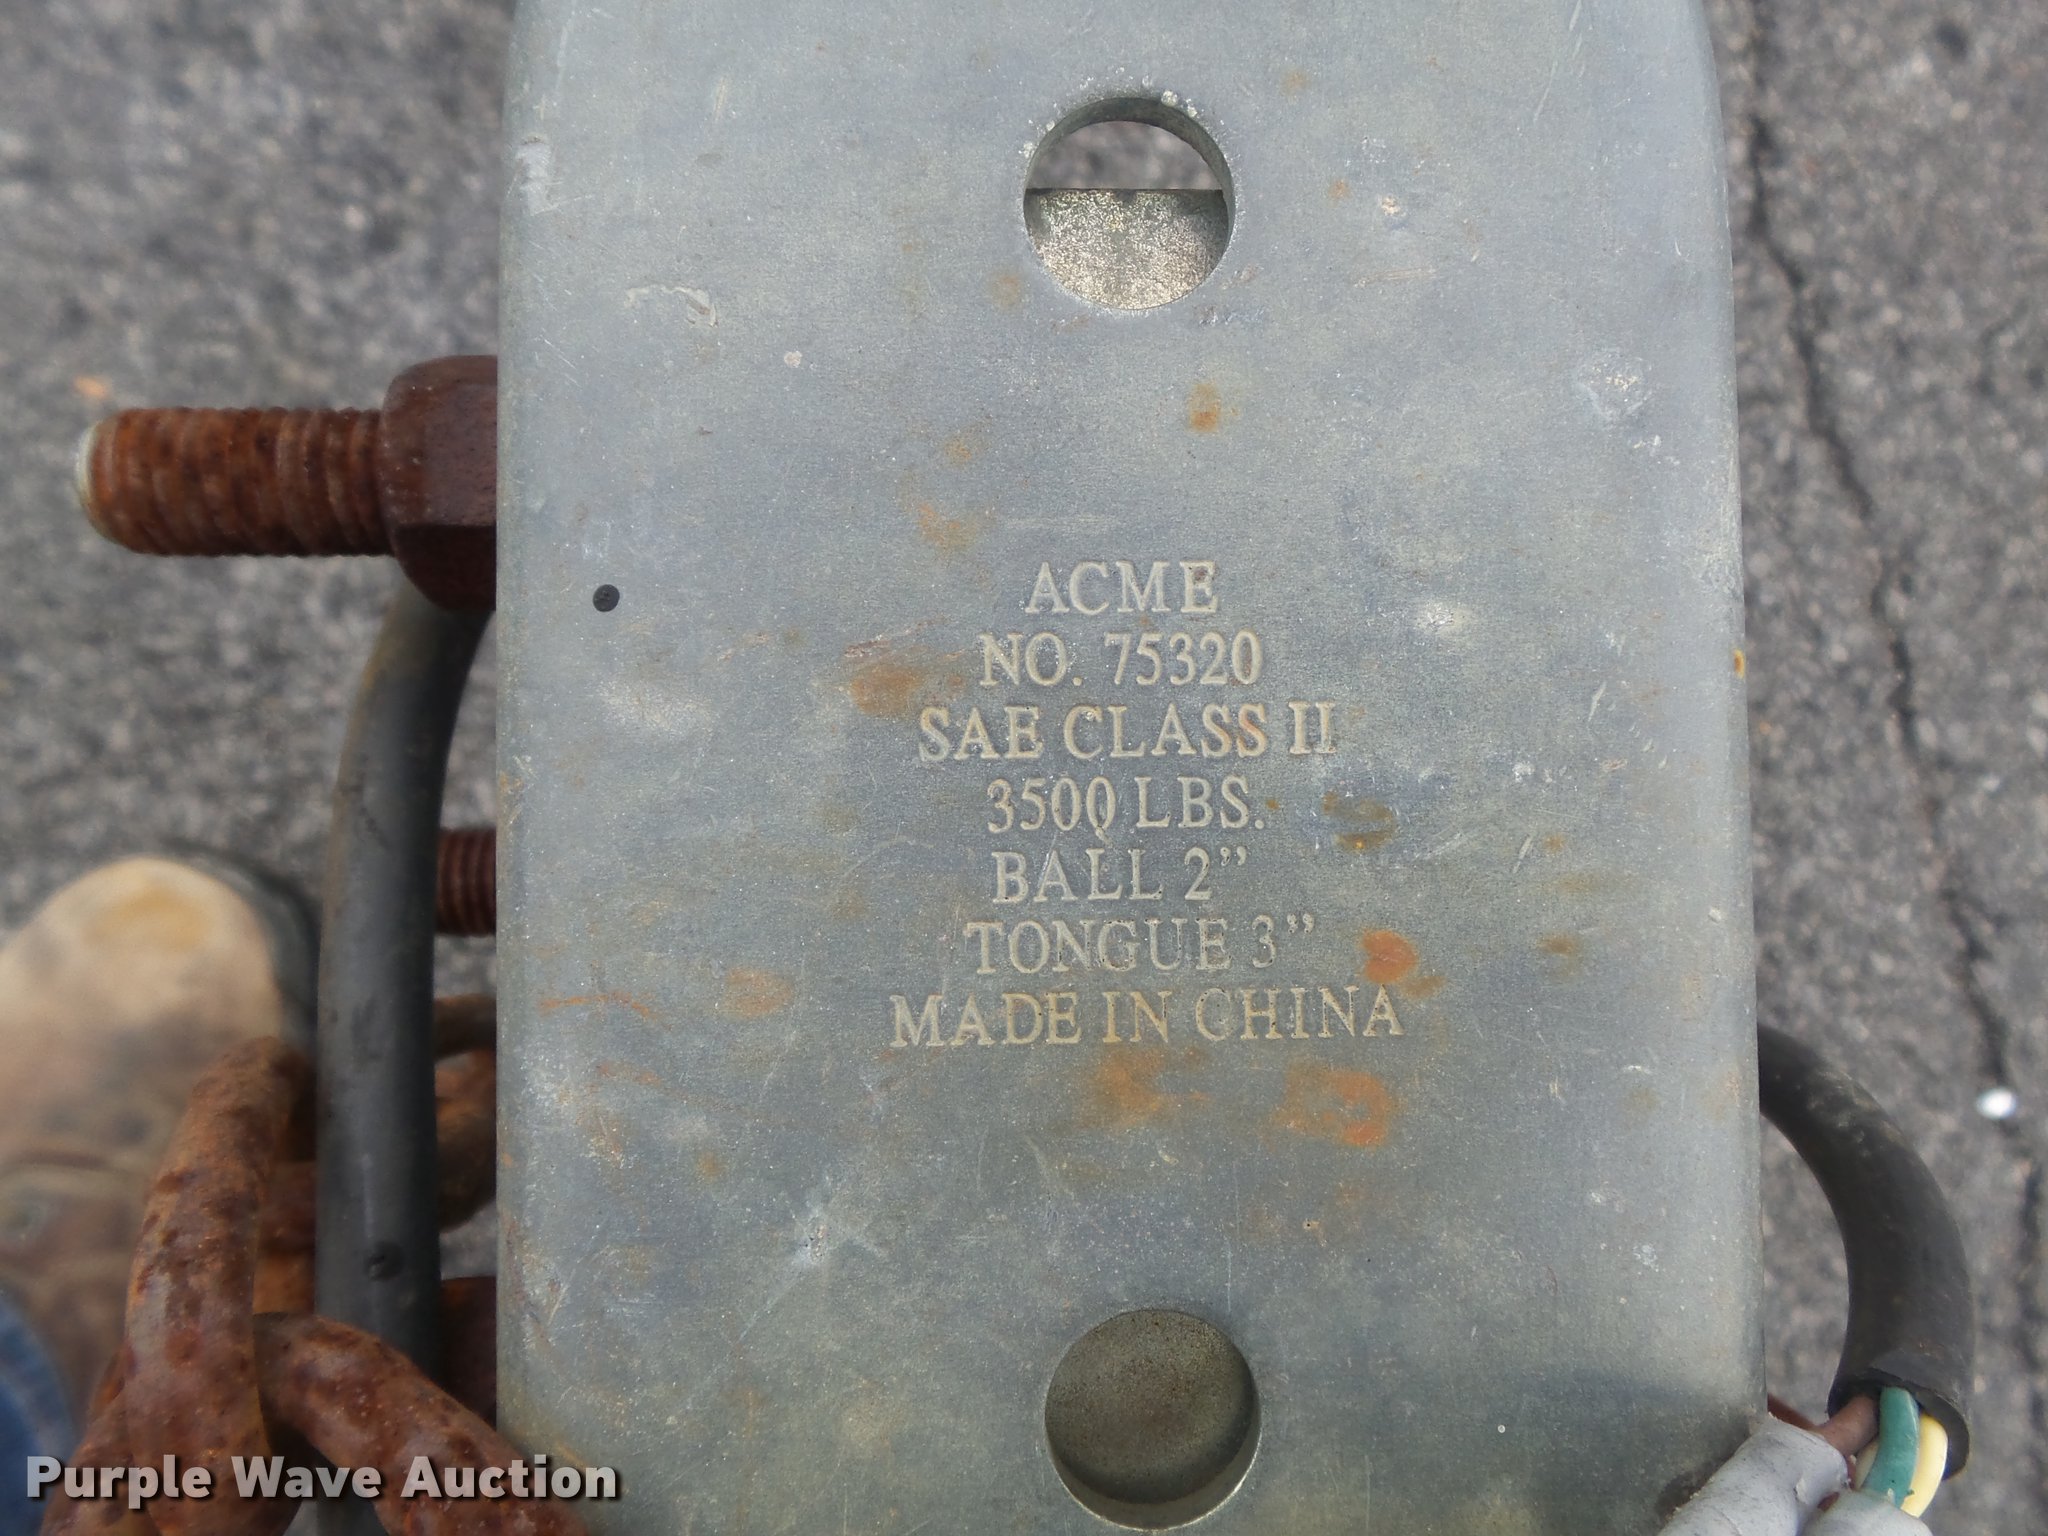 ACME
NO. 75320
SAE CLASS II
3500 LBS.
BALL 2”
TONGUE 3”
MADE IN CHINA
Purple Wave Auction